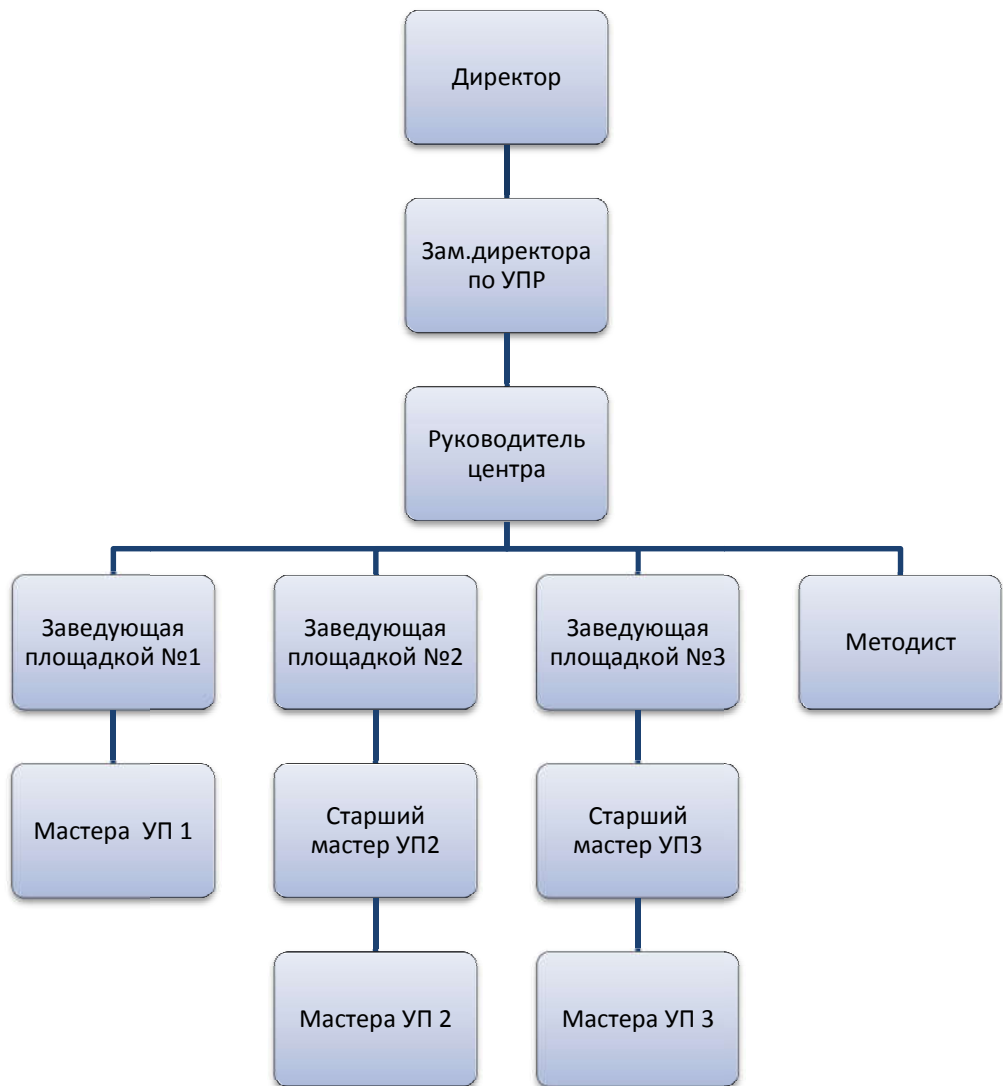 Директор
Зам.директора
по УПР
Руководитель
центра
Заведующая
площадкой №1
Заведующая
площадкой №2
Заведующая
площадкой №3
Методист
Мастера УП 1
Старший
мастер УП2
Старший
мастер УП3
Мастера УП 2
Мастера УП 3